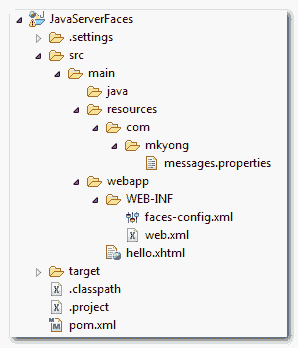 JavaServerFaces
.settings
src
main
java
resources
com
mkyong
messages.properties
webapp
WEB-INF
faces-config.xml
web.xml
hello.xhtml
target
.classpath
.project
pom.xml